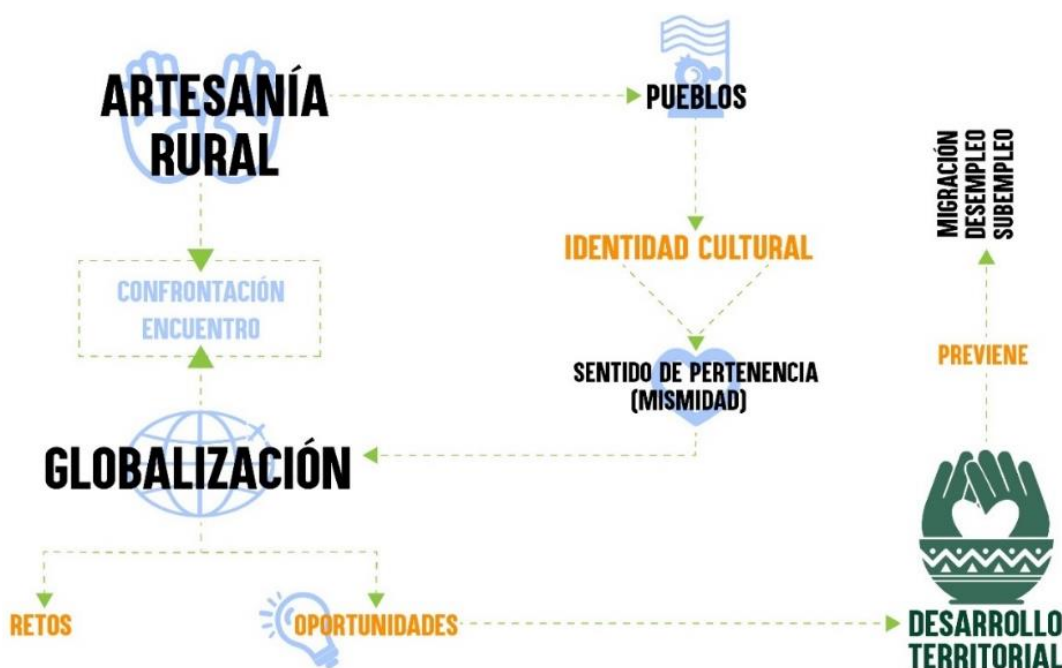 ARTESANÍA
RURAL
PUEBLOS
MIGRACIÓN
DESEMPLEO
SUBEMPLEO
IDENTIDAD CULTURAL
CONFRONTACIÓN
ENCUENTRO
PREVIENE
SENTIDO DE PERTENENCIA
(MISMIDAD)
GLOBALIZACIÓN
RETOS
OPORTUNIDADES
DESARROLLO
TERRITORIAL